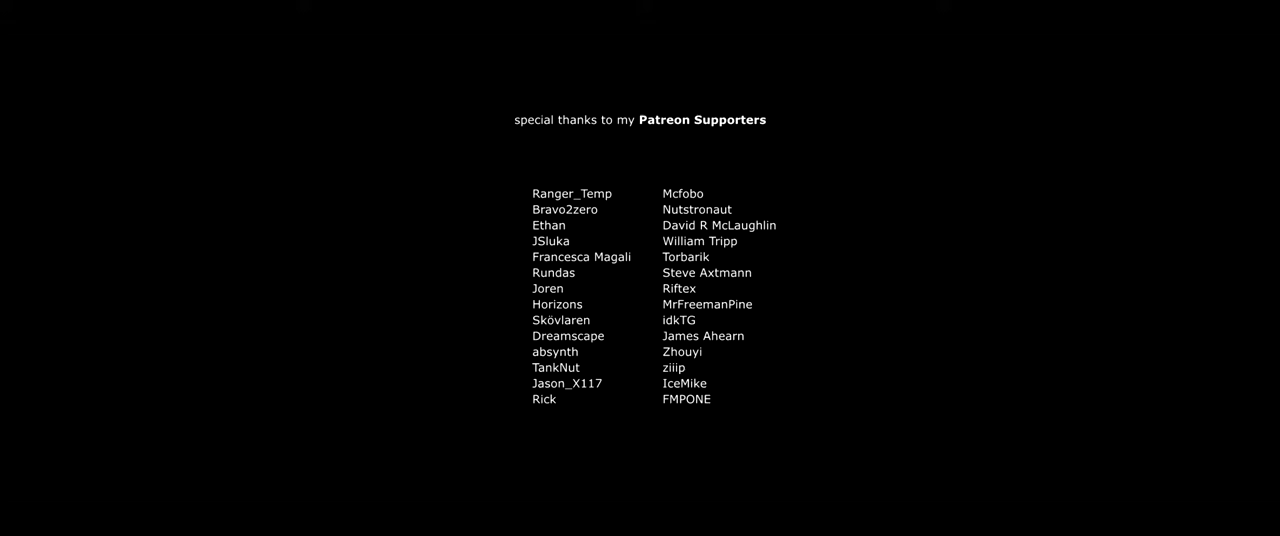 special thanks to my Patreon Supporters
Ranger_Temp
Bravo2zero
Ethan
JSluka
Francesca Magali
Rundas
Joren
Horizons
Skövlaren
Dreamscape
absynth
TankNut
Jason_X117
Rick
Mcfobo
Nutstronaut
David R McLaughlin
William Tripp
Torbarik
Steve Axtmann
Riftex
MrFreemanPine
idkTG
James Ahearn
Zhouyi
ziiip
IceMike
FMPONE